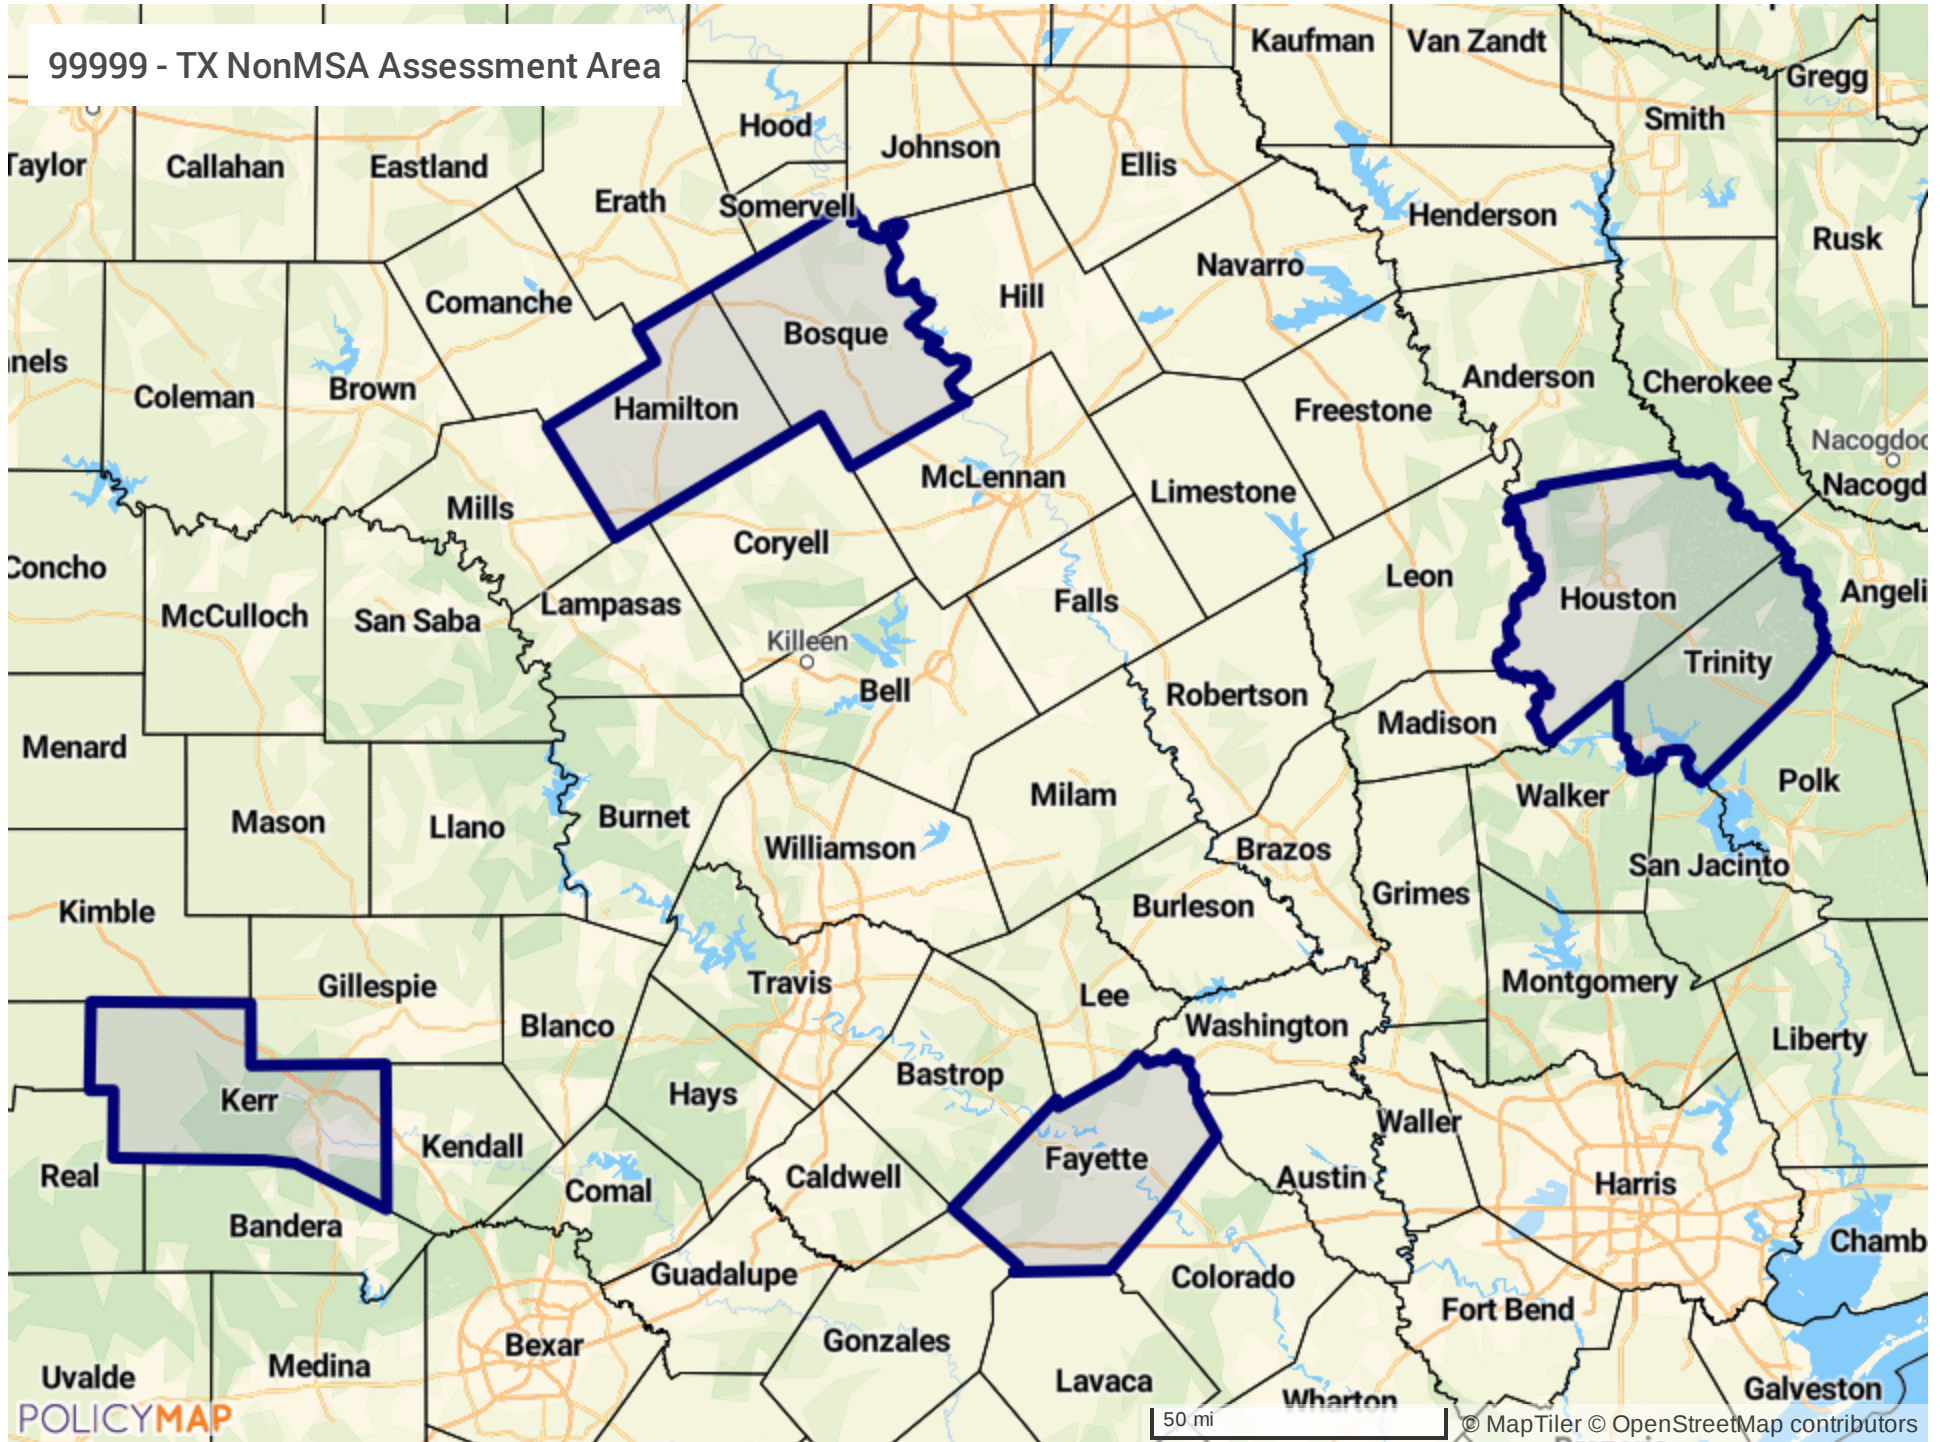 99999 - TX NonMSA Assessment Area
Kaufman
Van Zandt
Gregg
Smith
Hood
Johnson
Ellis
Taylor
Callahan
Eastland
Erath
Somervell
Henderson
Rusk
Navarro
Comanche
Hill
Bosque
nels
Coleman
Brown
Hamilton
Anderson
Cherokee
Freestone
Nacogdoc
Nacogd
McLennan
Limestone
Mills
Coryell
Concho
McCulloch
San Saba
Lampasas
Falls
Leon
Houston
Angeli
Killeen
Bell
Trinity
Robertson
Madison
Menard
Polk
Milam
Walker
Mason
Llano
Burnet
Williamson
Brazos
San Jacinto
Grimes
Kimble
Burleson
Gillespie
Travis
Lee
Montgomery
Blanco
Washington
Liberty
Bastrop
Kerr
Hays
Waller
Kendall
Fayette
Real
Caldwell
Austin
Harris
Comal
Bandera
Chamb
Guadalupe
Colorado
Fort Bend
Bexar
Gonzales
Medina
Uvalde
Lavaca
Galveston
Wharton
POLICYMAP
50 mi
© MapTiler © OpenStreetMap contributors